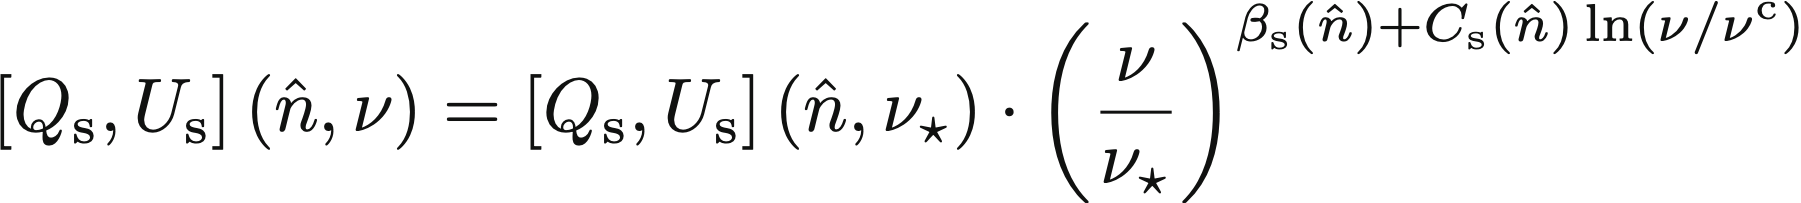 [Q_s, U_s] (n̂, ν) = [Q_s, U_s] (n̂, ν_⋆) · (ν/ν_⋆)^{β_s(n̂)+C_s(n̂) ln(ν/ν^c)}